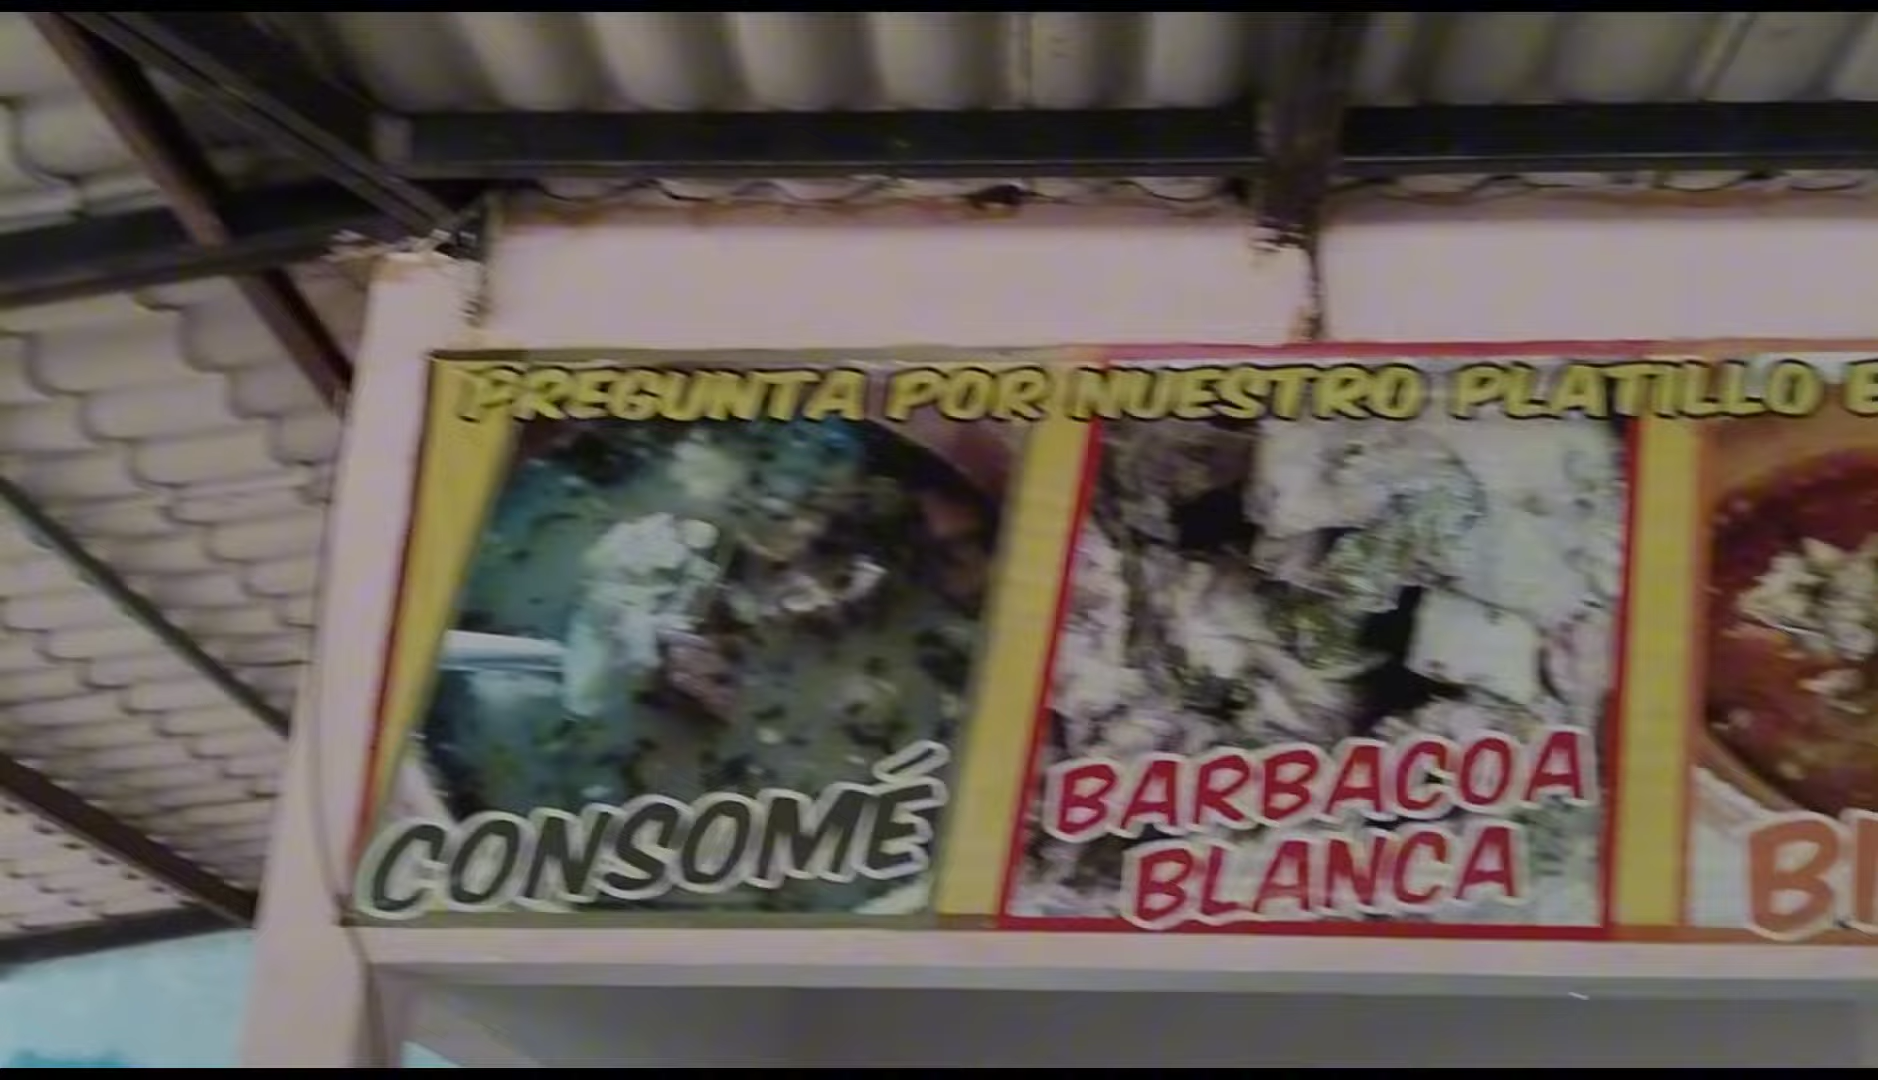 PREGUNTA POR NUESTRO PLATILLO
CONSOMÉ
BARBACOA
BLANCA